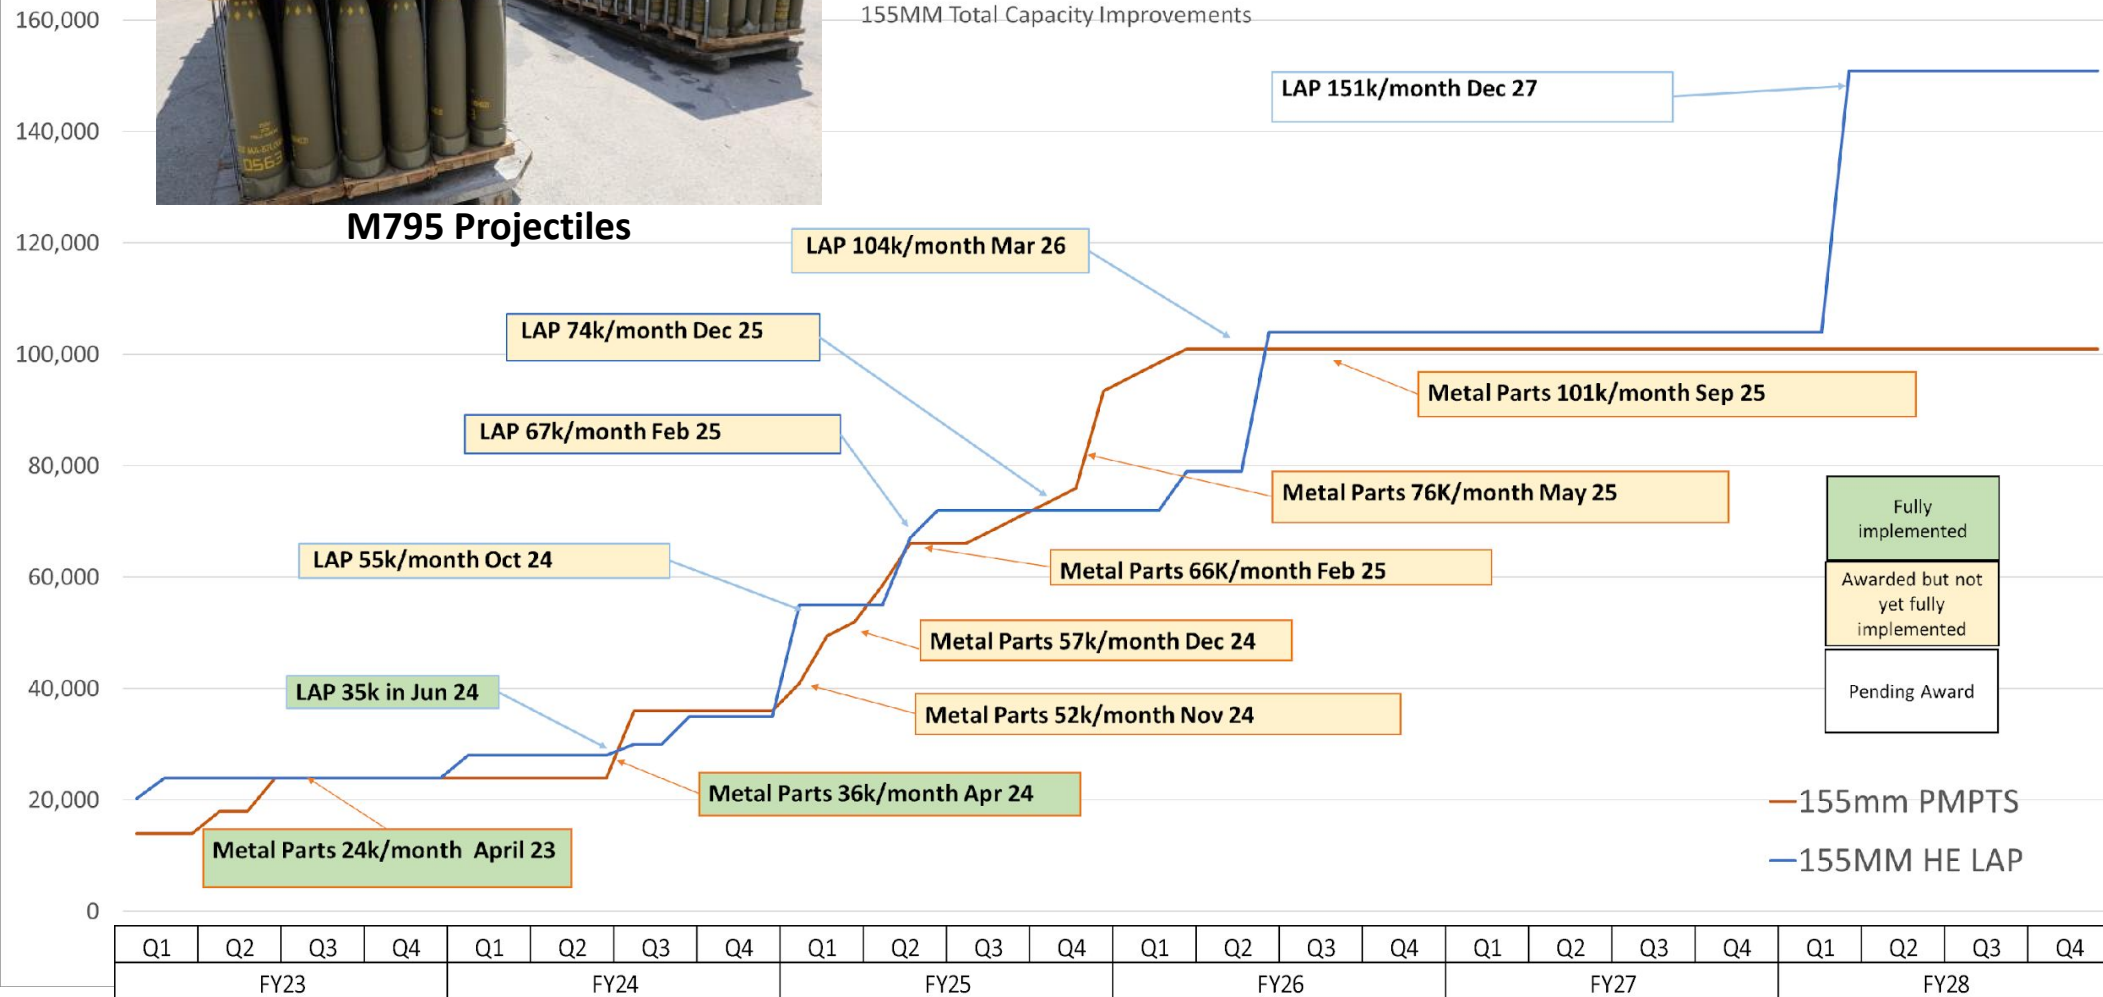 155MM Total Capacity Improvements
160,000
140,000
120,000
100,000
80,000
60,000
40,000
20,000
0
0563
M795 Projectiles
LAP 151k/month Dec 27
LAP 104k/month Mar 26
LAP 74k/month Dec 25
Metal Parts 101k/month Sep 25
LAP 67k/month Feb 25
Metal Parts 76K/month May 25
LAP 55k/month Oct 24
Metal Parts 66K/month Feb 25
Metal Parts 57k/month Dec 24
LAP 35k in Jun 24
Metal Parts 52k/month Nov 24
Metal Parts 36k/month Apr 24
Metal Parts 24k/month April 23
Fully
implemented
Awarded but not
yet fully
implemented
Pending Award
155mm PMPTS
155MM HE LAP
Q1 Q2 Q3 Q4 Q1 Q2 Q3 Q4 Q1 Q2 Q3 Q4 Q1 Q2 Q3 Q4 Q1 Q2 Q3 Q4 Q1 Q2 Q3 Q4
FY23 FY24 FY25 FY26 FY27 FY28